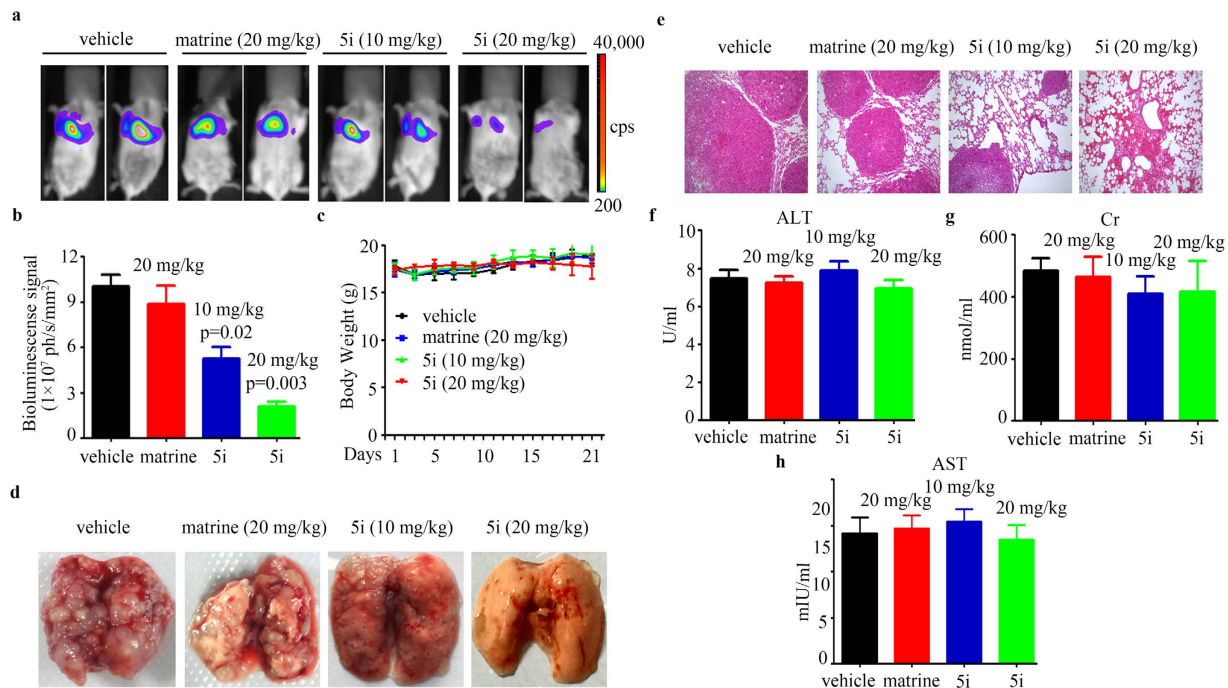 a
vehicle
matrine (20 mg/kg)
5i (10 mg/kg)
5i (20 mg/kg)
40,000
cps
200
b
Bioluminescense signal
(1×10⁷ ph/s/mm²)
12
9
6
3
0
20 mg/kg
10 mg/kg
p=0.02
20 mg/kg
p=0.003
vehicle matrine 5i 5i
c
Body Weight (g)
20
15
10
5
0
vehicle
matrine (20 mg/kg)
5i (10 mg/kg)
5i (20 mg/kg)
Days 1 5 10 15 21
d
vehicle
matrine (20 mg/kg)
5i (10 mg/kg)
5i (20 mg/kg)
e
vehicle
matrine (20 mg/kg)
5i (10 mg/kg)
5i (20 mg/kg)
f
ALT
U/ml
10
8
6
4
2
0
20 mg/kg
10 mg/kg
20 mg/kg
vehicle matrine 5i 5i
g
Cr
nmol/ml
600
400
200
0
20 mg/kg
10 mg/kg
20 mg/kg
vehicle matrine 5i 5i
h
AST
mIU/ml
20
15
10
5
0
20 mg/kg
10 mg/kg
20 mg/kg
vehicle matrine 5i 5i